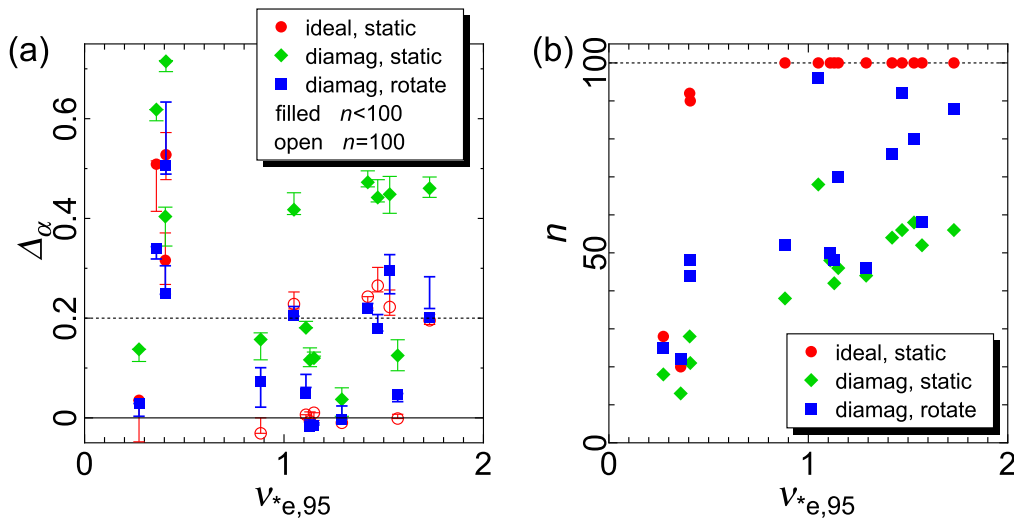 (a)
ideal, static
diamag, static
diamag, rotate
filled n<100
open n=100
Δα
0.6
0.4
0.2
0
0 1 2
ν*e,95
(b)
n
100
50
0
0 1 2
ν*e,95
ideal, static
diamag, static
diamag, rotate